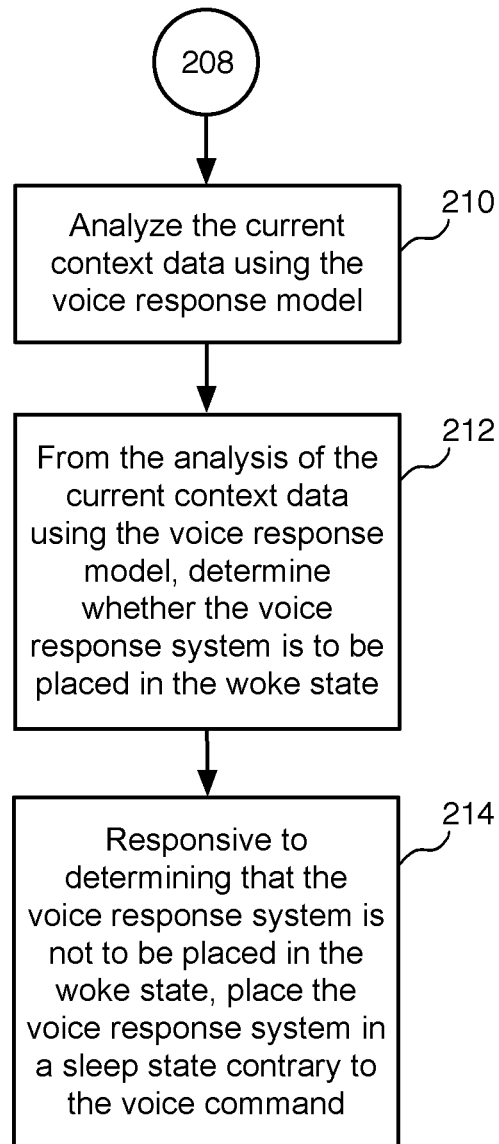 208
210
Analyze the current
context data using the
voice response model
212
From the analysis of the
current context data
using the voice response
model, determine
whether the voice
response system is to be
placed in the woke state
214
Responsive to
determining that the
voice response system is
not to be placed in the
woke state, place the
voice response system in
a sleep state contrary to
the voice command